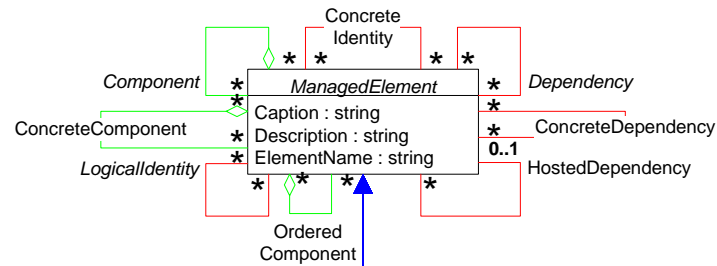 Concrete
Identity
* * * *
Component
Dependency
*
*
ManagedElement
*
*
Caption : string
ConcreteComponent
*
Description : string
*
ConcreteDependency
0..1
LogicalIdentity
*
ElementName : string
HostedDependency
*
*
*
*
Ordered
Component